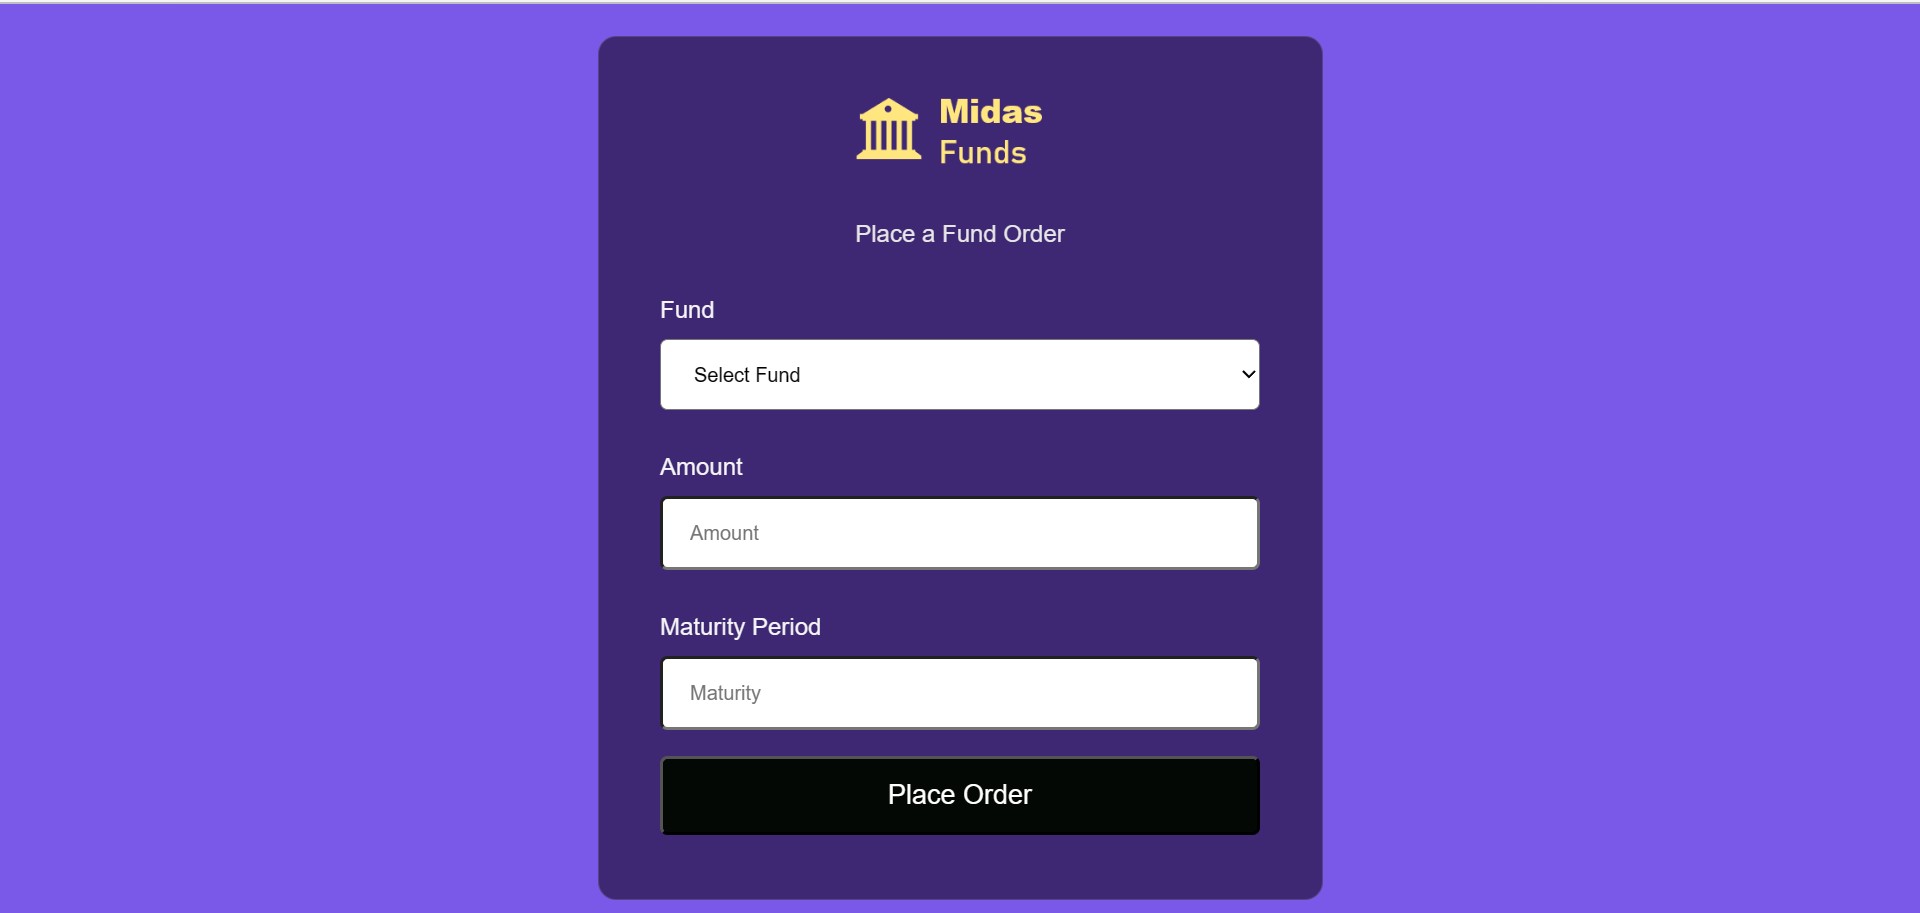 Midas
Funds
Place a Fund Order
Fund
Select Fund
Amount
Amount
Maturity Period
Maturity
Place Order